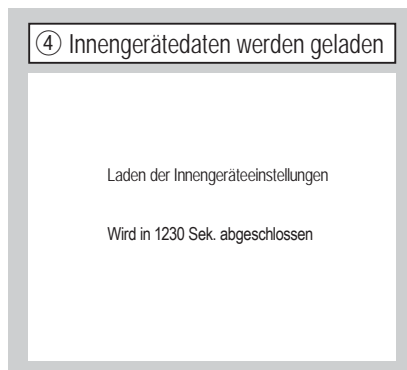 ④ Innengerätedaten werden geladen
Laden der Innengeräteeinstellungen
Wird in 1230 Sek. abgeschlossen